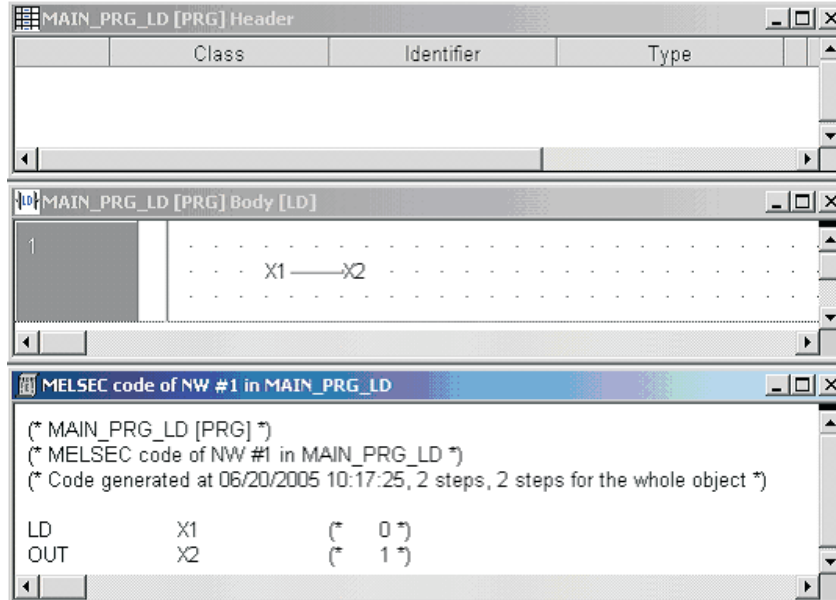 MAIN_PRG_LD [PRG] Header
Class Identifier Type
LD MAIN_PRG_LD [PRG] Body [LD]
1
X1 X2
MELSEC code of NW #1 in MAIN_PRG_LD
(* MAIN_PRG_LD [PRG] *)
(* MELSEC code of NW #1 in MAIN_PRG_LD *)
(* Code generated at 06/20/2005 10:17:25, 2 steps, 2 steps for the whole object *)
LD X1 (* 0 *)
OUT X2 (* 1 *)